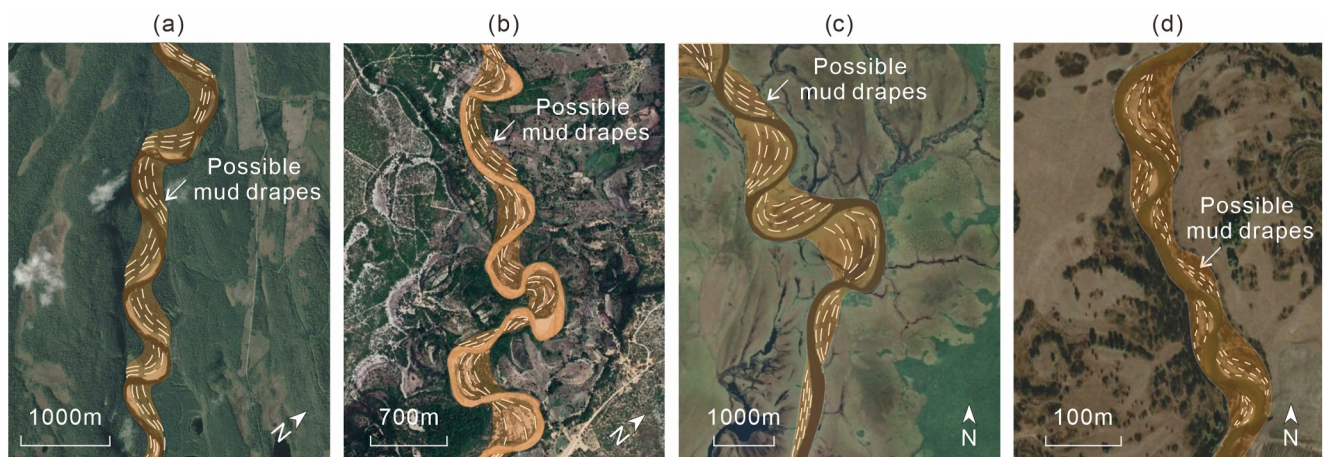 (a)
(b)
(c)
(d)
Possible
mud drapes
1000m
N
Possible
mud drapes
700m
N
Possible
mud drapes
1000m
N
Possible
mud drapes
100m
N